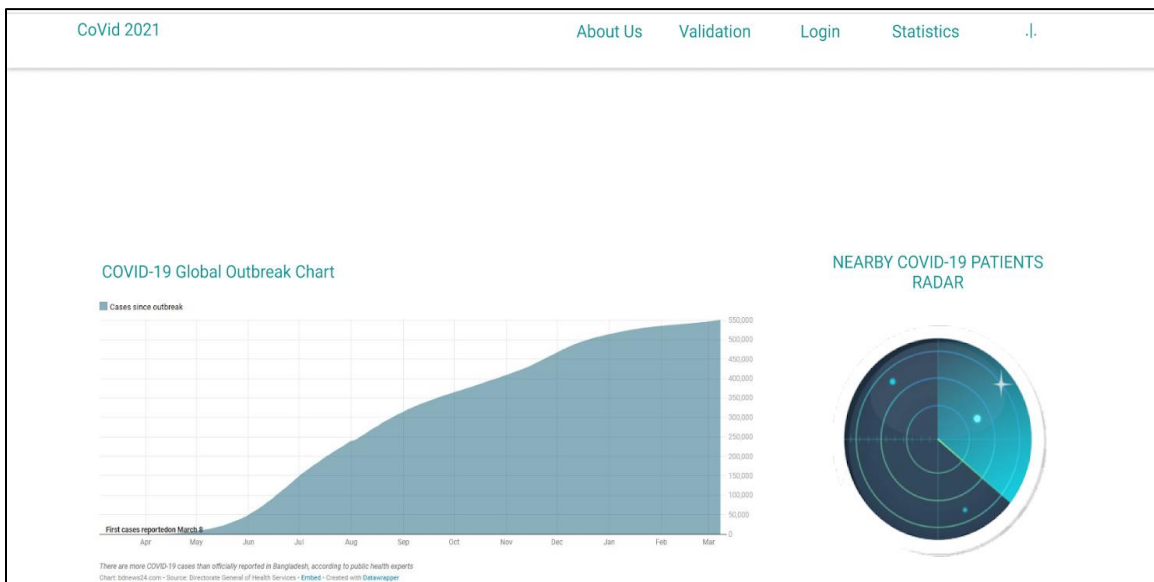 CoVid 2021
About Us Validation Login Statistics .|.
COVID-19 Global Outbreak Chart
Cases since outbreak
550,000
500,000
450,000
400,000
350,000
300,000
250,000
200,000
150,000
100,000
50,000
0
First cases reportedon March 8
Apr May Jun Jul Aug Sep Oct Nov Dec Jan Feb Mar
There are more COVID-19 cases than officially reported in Bangladesh, according to public health experts
Chart: bdnews24.com • Source: Directorate General of Health Services • Embed • Created with Datawrapper
NEARBY COVID-19 PATIENTS
RADAR